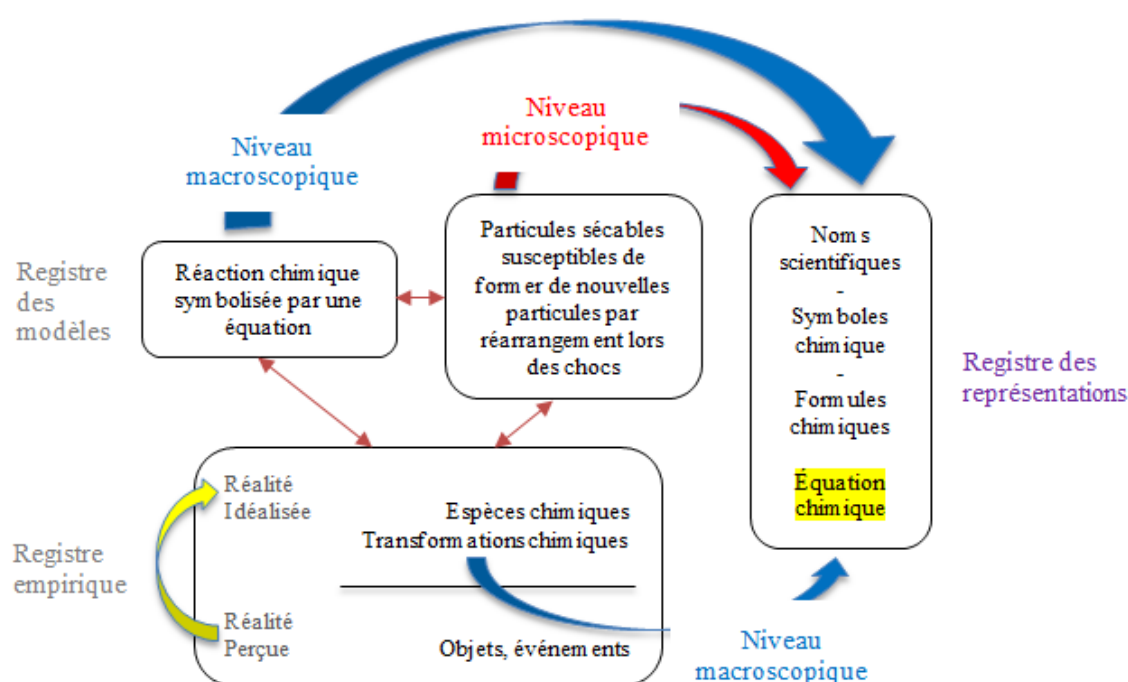 Niveau
macroscopique
Niveau
microscopique
Registre
des
modèles
Réaction chimique
symbolisée par une
équation
Particules sécables
susceptibles de
former de nouvelles
particules par
réarrangement lors
des chocs
Noms
scientifiques
-
Symboles
chimique
-
Formules
chimiques
Équation
chimique
Registre des
représentations
Registre
empirique
Réalité
Idéalisée
Espèces chimiques
Transformations chimiques
Réalité
Perçue
Objets, événements
Niveau
macroscopique